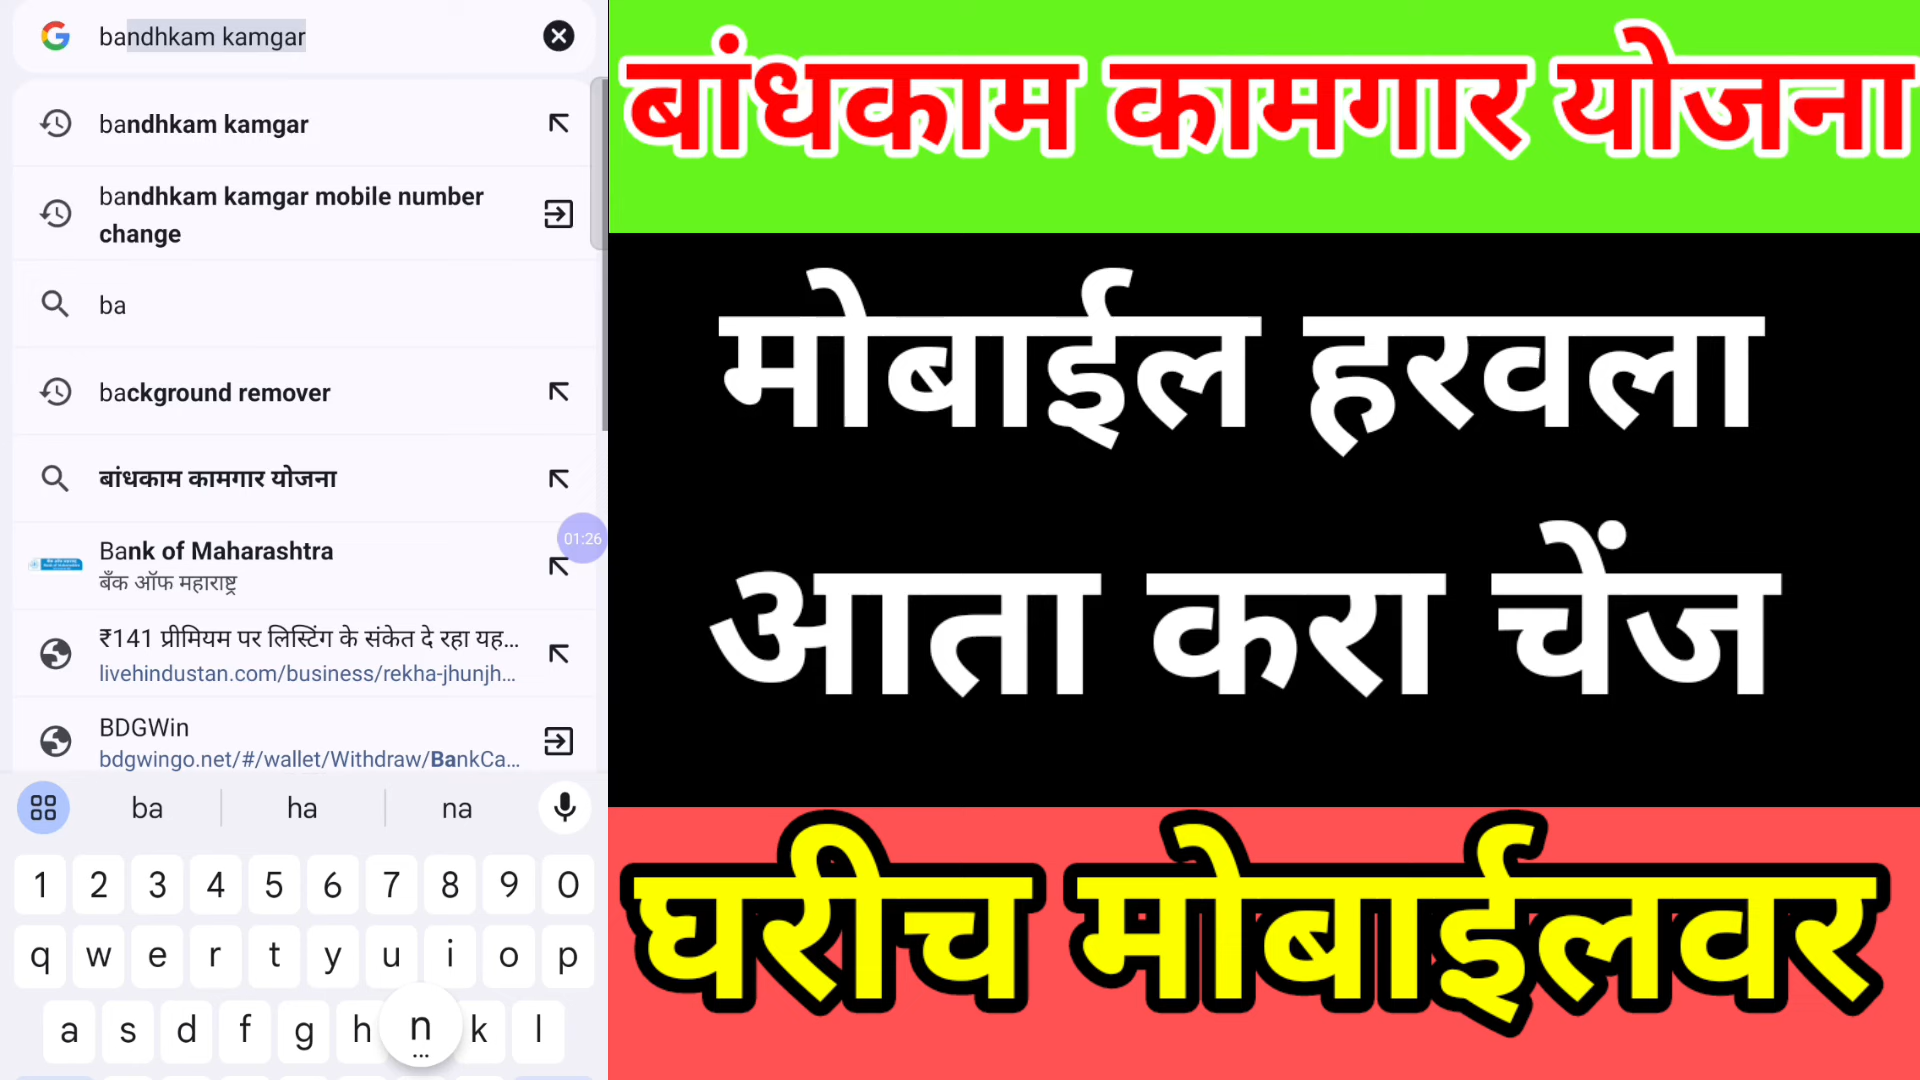 bandhkam kamgar
bandhkam kamgar
bandhkam kamgar mobile number
change
ba
background remover
बांधकाम कामगार योजना
01:26
Bank of Maharashtra
बँक ऑफ महाराष्ट्र
₹141 प्रीमियम पर लिस्टिंग के संकेत दे रहा यह...
livehindustan.com/business/rekha-jhunjh...
BDGWin
bdgwingo.net/#/wallet/Withdraw/BankCa...
ba ha na
1 2 3 4 5 6 7 8 9 0
q w e r t y u i o p
a s d f g h n k l
बांधकाम कामगार योजना
मोबाईल हरवला
आता करा चेंज
घरीच मोबाईलवर